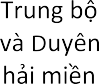 Trung bộ
và Duyên
hải miền